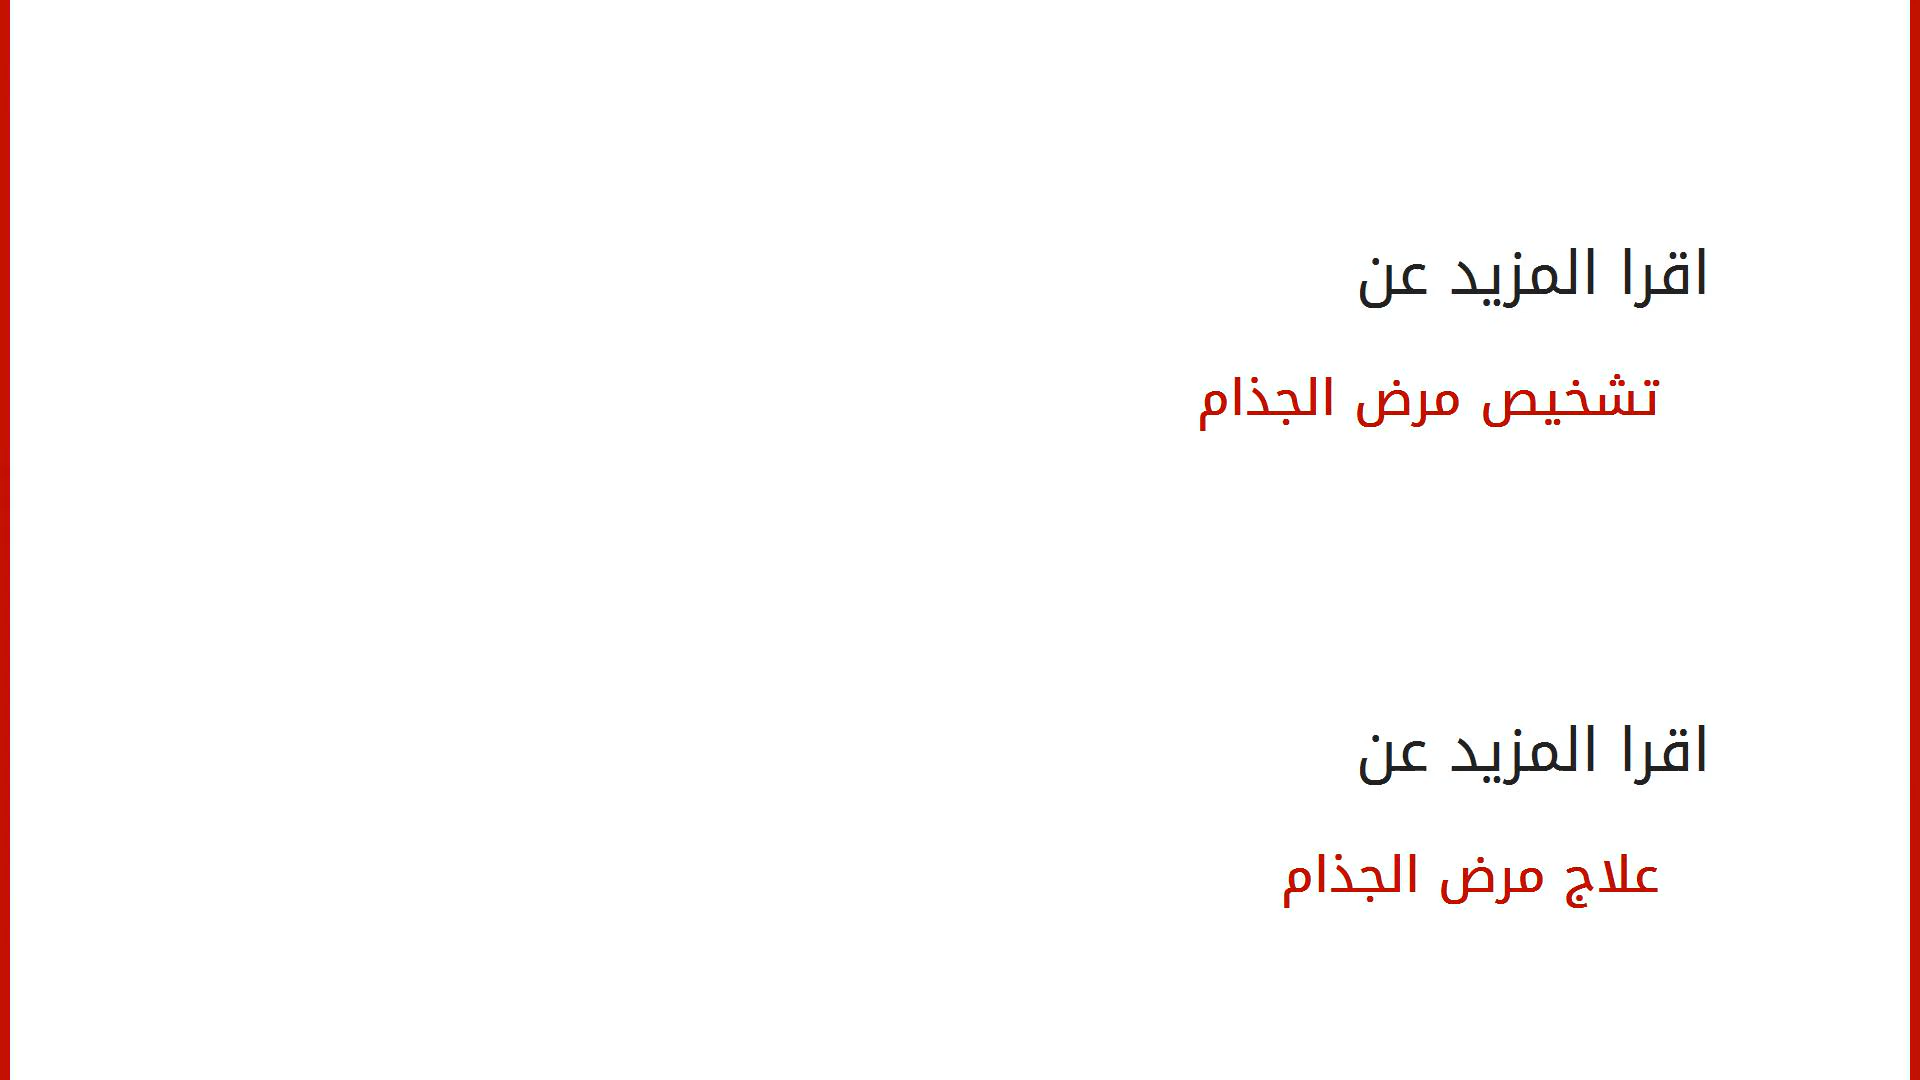 اقرا المزيد عن
تشخيص مرض الجذام
اقرا المزيد عن
علاج مرض الجذام